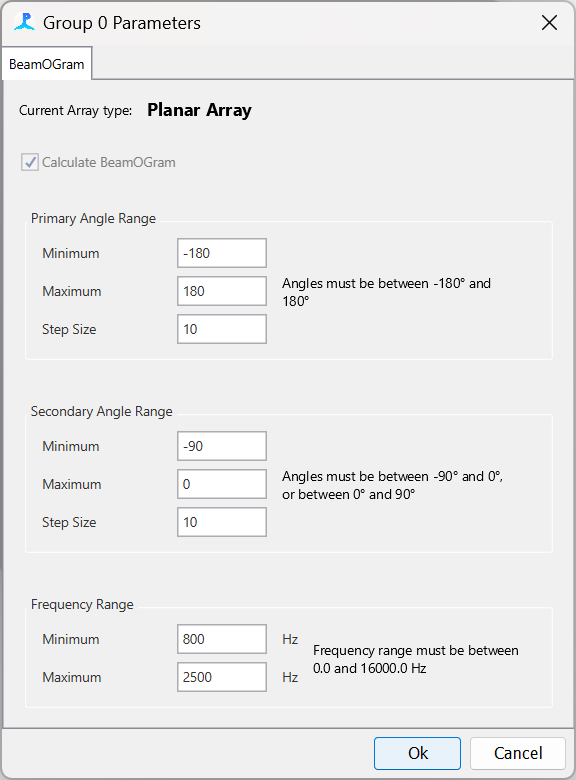 Group 0 Parameters
BeamOGram
Current Array type: Planar Array
Calculate BeamOGram
Primary Angle Range
Minimum -180
Maximum 180
Angles must be between -180° and
180°
Step Size 10
Secondary Angle Range
Minimum -90
Maximum 0
Angles must be between -90° and 0°,
or between 0° and 90°
Step Size 10
Frequency Range
Minimum 800 Hz
Maximum 2500 Hz
Frequency range must be between
0.0 and 16000.0 Hz
Ok Cancel